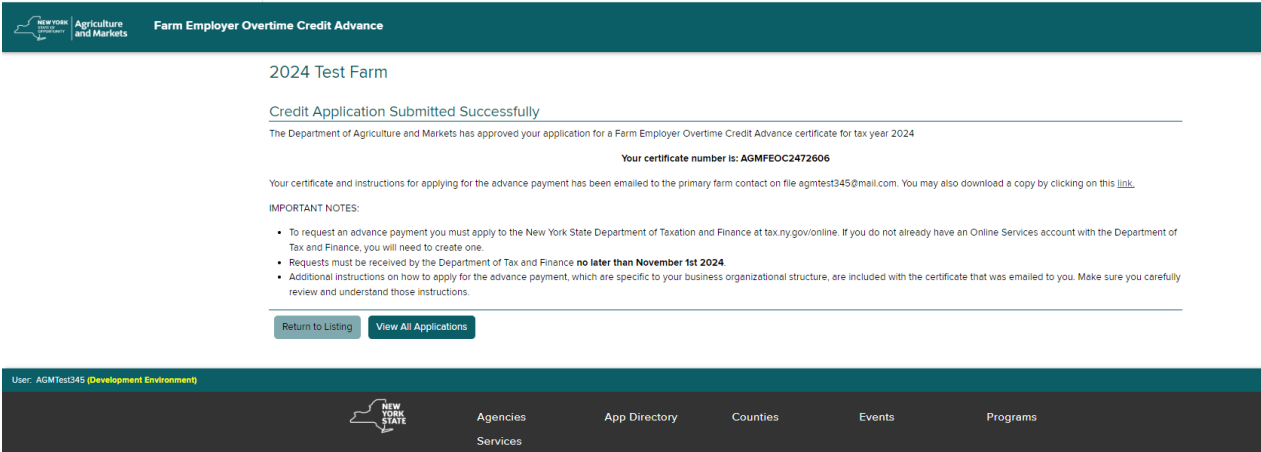 NEW YORK
STATE OF
OPPORTUNITY
Agriculture
and Markets
Farm Employer Overtime Credit Advance
2024 Test Farm
Credit Application Submitted Successfully
The Department of Agriculture and Markets has approved your application for a Farm Employer Overtime Credit Advance certificate for tax year 2024
Your certificate number is: AGMFEOC2472606
Your certificate and instructions for applying for the advance payment has been emailed to the primary farm contact on file agmtest345@mail.com. You may also download a copy by clicking on this link.
IMPORTANT NOTES:
• To request an advance payment you must apply to the New York State Department of Taxation and Finance at tax.ny.gov/online. If you do not already have an Online Services account with the Department of
Tax and Finance, you will need to create one.
• Requests must be received by the Department of Tax and Finance no later than November 1st 2024.
• Additional instructions on how to apply for the advance payment, which are specific to your business organizational structure, are included with the certificate that was emailed to you. Make sure you carefully
review and understand those instructions.
Return to Listing View All Applications
User: AGMTest345 (Development Environment)
NEW
YORK
STATE
Agencies App Directory Counties Events Programs
Services